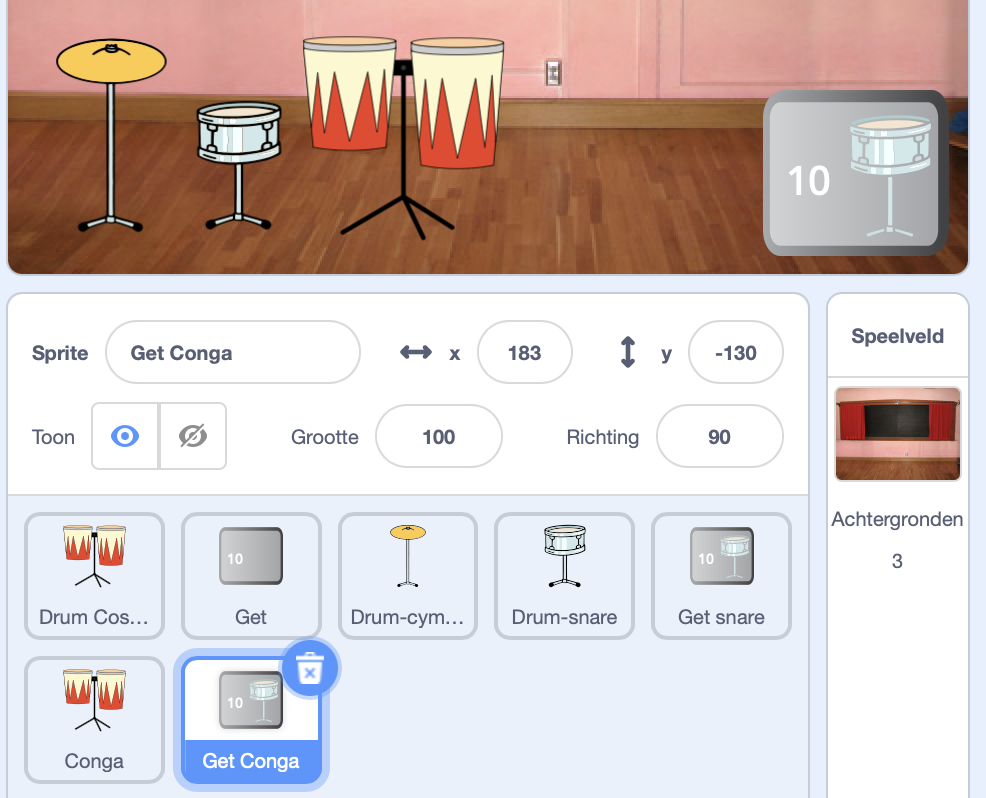 10
Sprite Get Conga x 183 y -130
Toon Grootte 100 Richting 90
Speelveld
Achtergronden
3
10
10
Drum Cos... Get Drum-cym... Drum-snare Get snare
10
Conga Get Conga